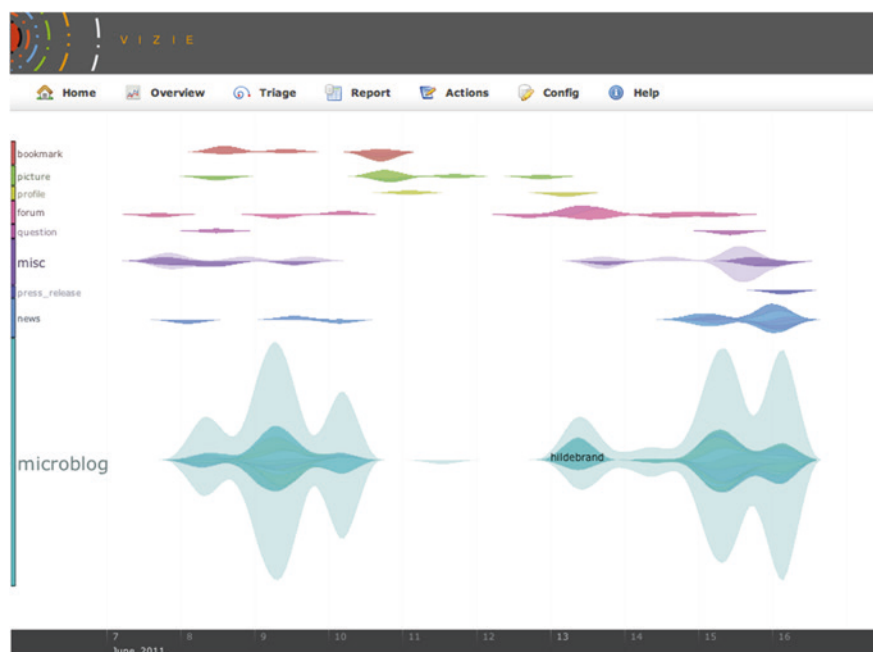 VIZIE
Home Overview Triage Report Actions Config Help
bookmark
picture
profile
forum
question
misc
press_release
news
microblog
hildebrand
7 8 9 10 11 12 13 14 15 16
June 2011